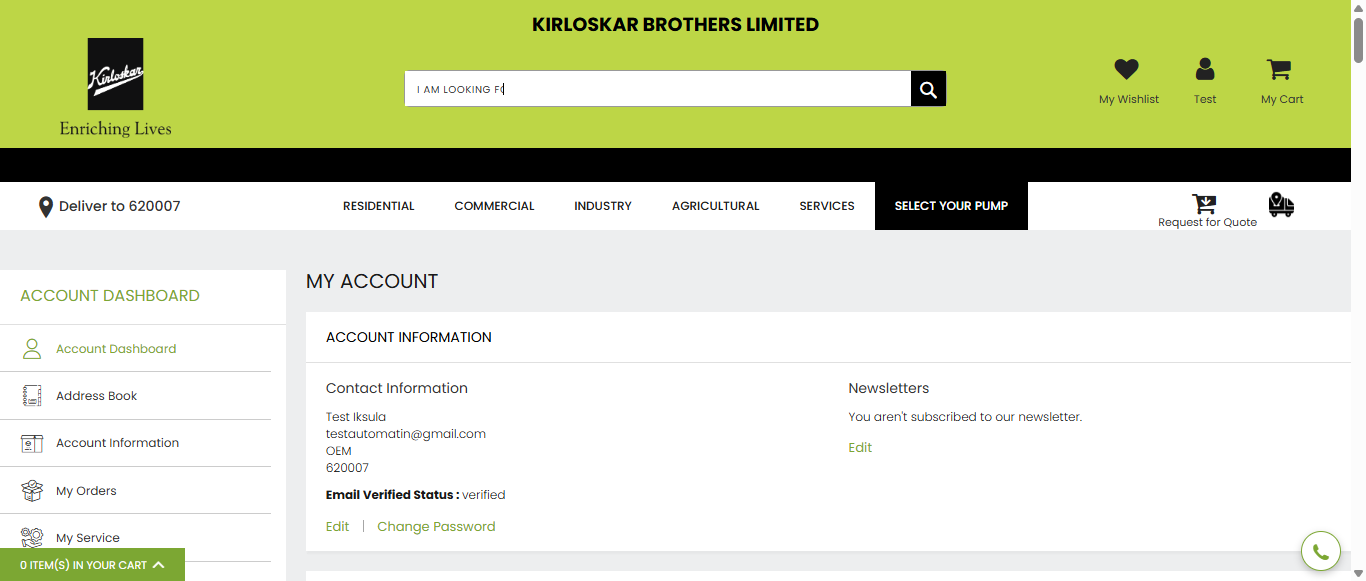 KIRLOSKAR BROTHERS LIMITED
Kirloskar
Enriching Lives
I AM LOOKING FO
My Wishlist
Test
My Cart
Deliver to 620007
RESIDENTIAL
COMMERCIAL
INDUSTRY
AGRICULTURAL
SERVICES
SELECT YOUR PUMP
Request for Quote
ACCOUNT DASHBOARD
Account Dashboard
Address Book
Account Information
My Orders
My Service
0 ITEM(S) IN YOUR CART
MY ACCOUNT
ACCOUNT INFORMATION
Contact Information
Test Iksula
testautomatin@gmail.com
OEM
620007
Email Verified Status : verified
Edit | Change Password
Newsletters
You aren't subscribed to our newsletter.
Edit